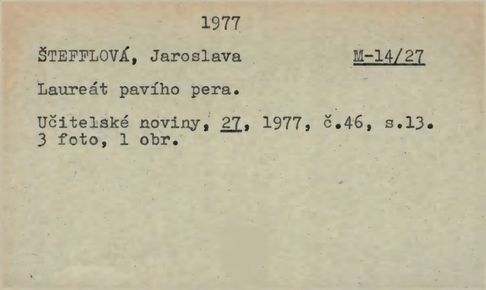 1977
ŠTEFFLOVÁ, Jaroslava M-14/27
Laureát pavího pera.
Učitelské noviny, 27, 1977, č.46, s.13.
3 foto, 1 obr.